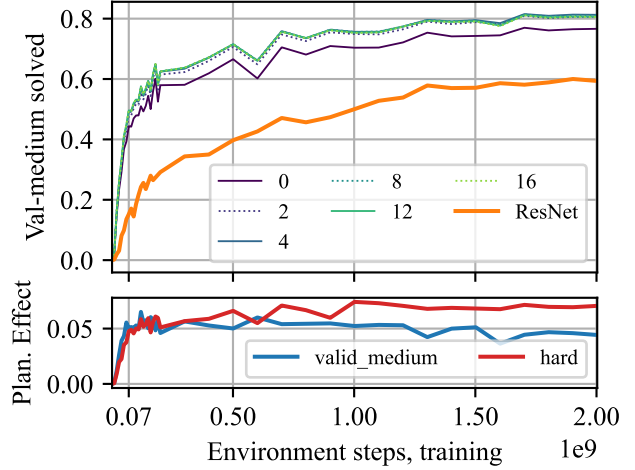 Val-medium solved
0.8
0.6
0.4
0.2
0.0
0 8 16
2 12 ResNet
4
Plan. Effect
0.05
0.00
valid_medium hard
0.07 0.50 1.00 1.50 2.00
Environment steps, training 1e9